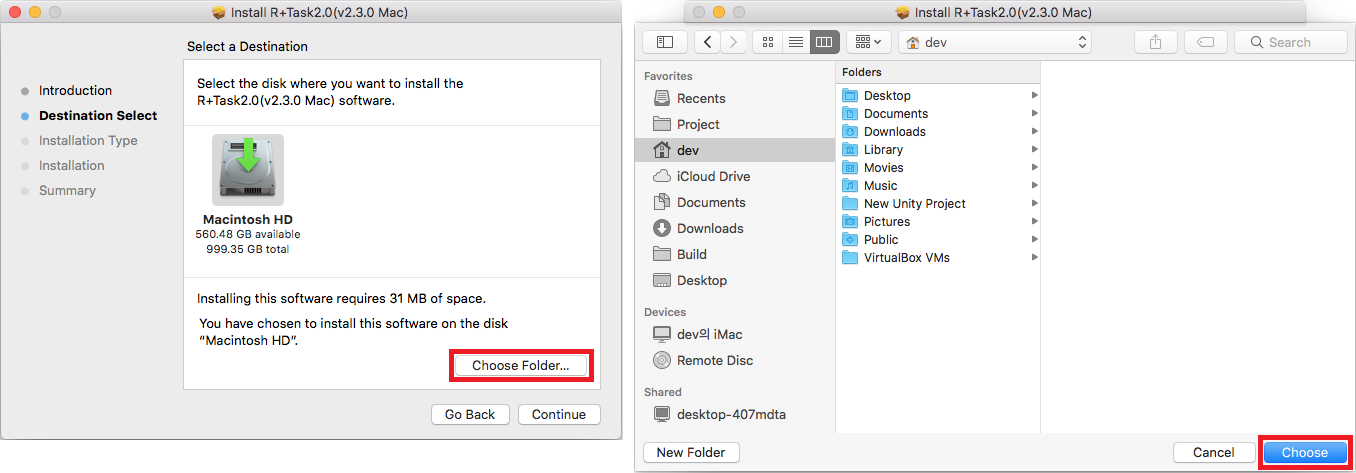 Install R+Task2.0(v2.3.0 Mac)
Select a Destination
Introduction
Destination Select
Installation Type
Installation
Summary
Select the disk where you want to install the
R+Task2.0(v2.3.0 Mac) software.
Macintosh HD
560.48 GB available
999.35 GB total
Installing this software requires 31 MB of space.
You have chosen to install this software on the disk
“Macintosh HD”.
Choose Folder...
Go Back
Continue
Install R+Task2.0(v2.3.0 Mac)
dev
Search
Favorites
Recents
Project
dev
iCloud Drive
Documents
Downloads
Build
Desktop
Devices
dev의 iMac
Remote Disc
Shared
desktop-407mdta
Folders
Desktop
Documents
Downloads
Library
Movies
Music
New Unity Project
Pictures
Public
VirtualBox VMs
New Folder
Cancel
Choose